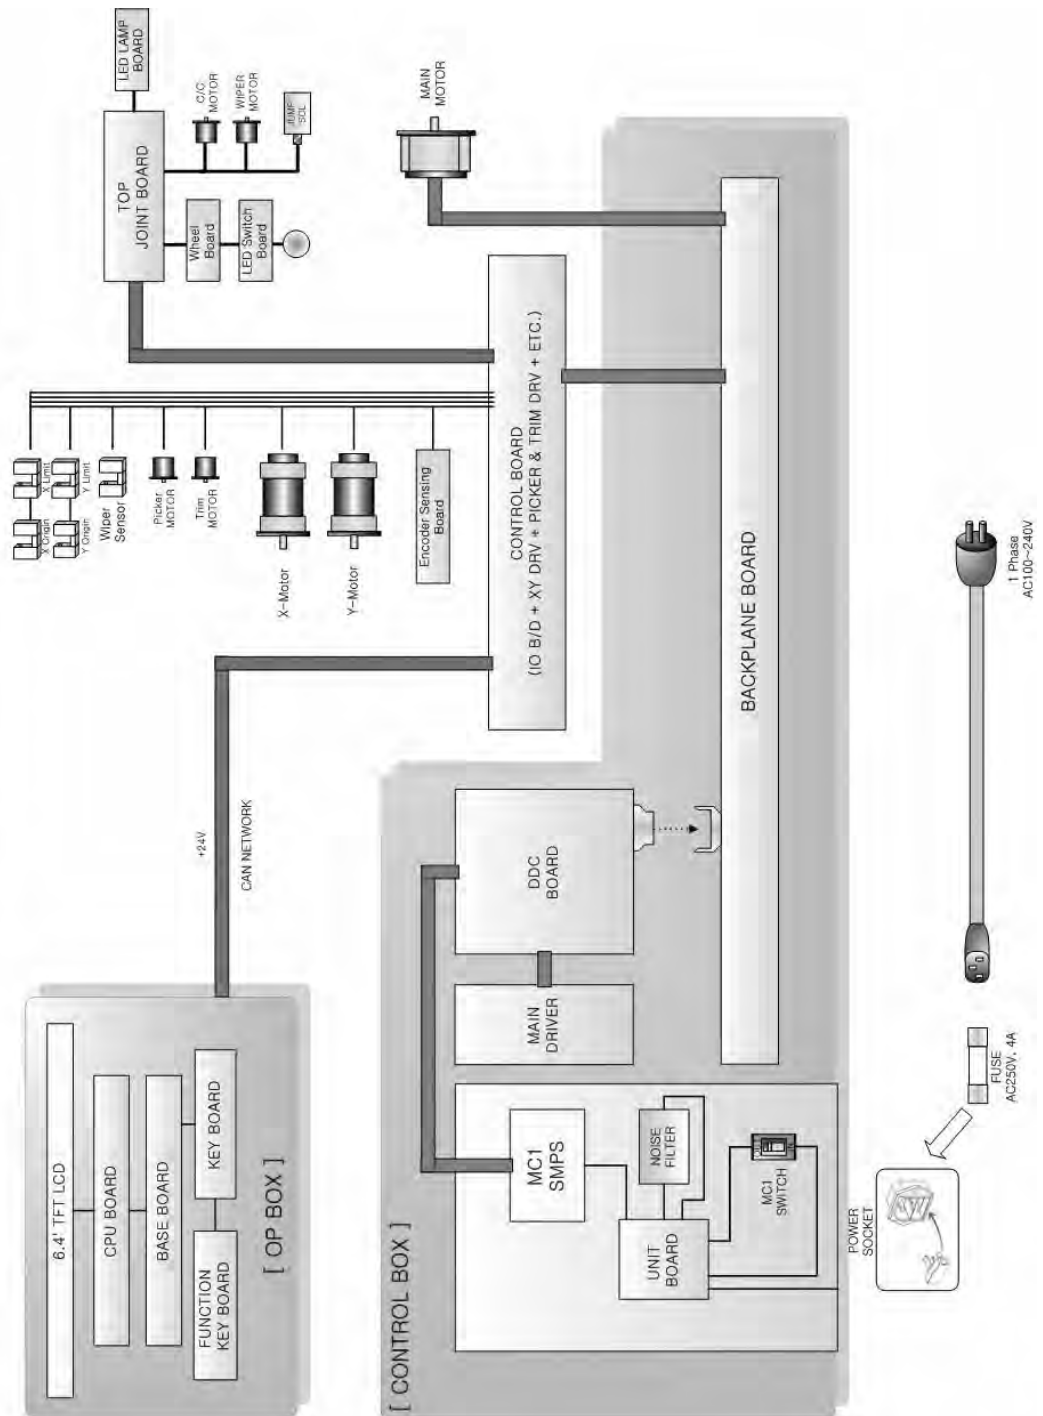 6.4' TFT LCD
CPU BOARD
BASE BOARD
FUNCTION
KEY BOARD
KEY BOARD
[ OP BOX ]
+24V
CAN NETWORK
X Origin
X Limit
Y Origin
Y Limit
Wiper
Sensor
Picker
MOTOR
Trim
MOTOR
X-Motor
Y-Motor
Encoder Sensing
Board
LED LAMP
BOARD
TOP
JOINT BOARD
C/C
MOTOR
WIPER
MOTOR
JUMP
SOL
Wheel
Board
LED Switch
Board
MAIN
MOTOR
CONTROL BOARD
(IO B/D + XY DRV + PICKER & TRIM DRV + ETC.)
[ CONTROL BOX ]
MC1
SMPS
MAIN
DRIVER
DDC
BOARD
UNIT
BOARD
NOISE
FILTER
MC1
SWITCH
BACKPLANE BOARD
POWER
SOCKET
FUSE
AC250V, 4A
1 Phase
AC100~240V